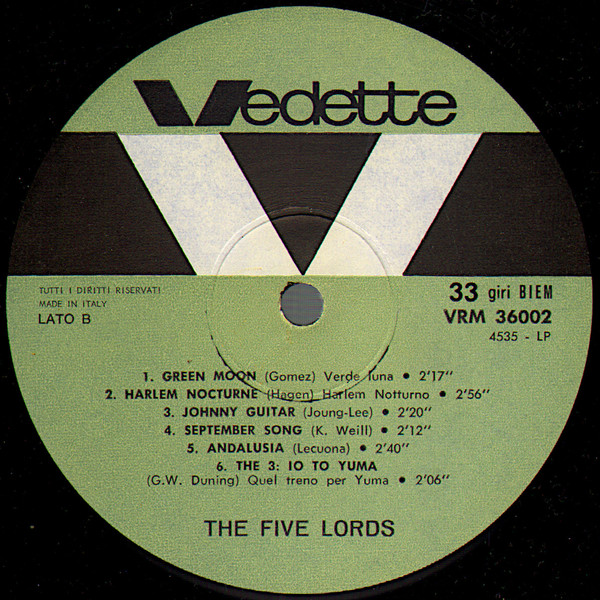 Vedette
TUTTI I DIRITTI RISERVATI
MADE IN ITALY
LATO B
33 giri BIEM
VRM 36002
4535 - LP
1. GREEN MOON (Gomez) Verde luna • 2'17"
2. HARLEM NOCTURNE (Hagen) Harlem Notturno • 2'56"
3. JOHNNY GUITAR (Joung-Lee) • 2'20"
4. SEPTEMBER SONG (K. Weill) • 2'12"
5. ANDALUSIA (Lecuona) • 2'40"
6. THE 3: IO TO YUMA
(G.W. Duning) Quel treno per Yuma • 2'06"
THE FIVE LORDS